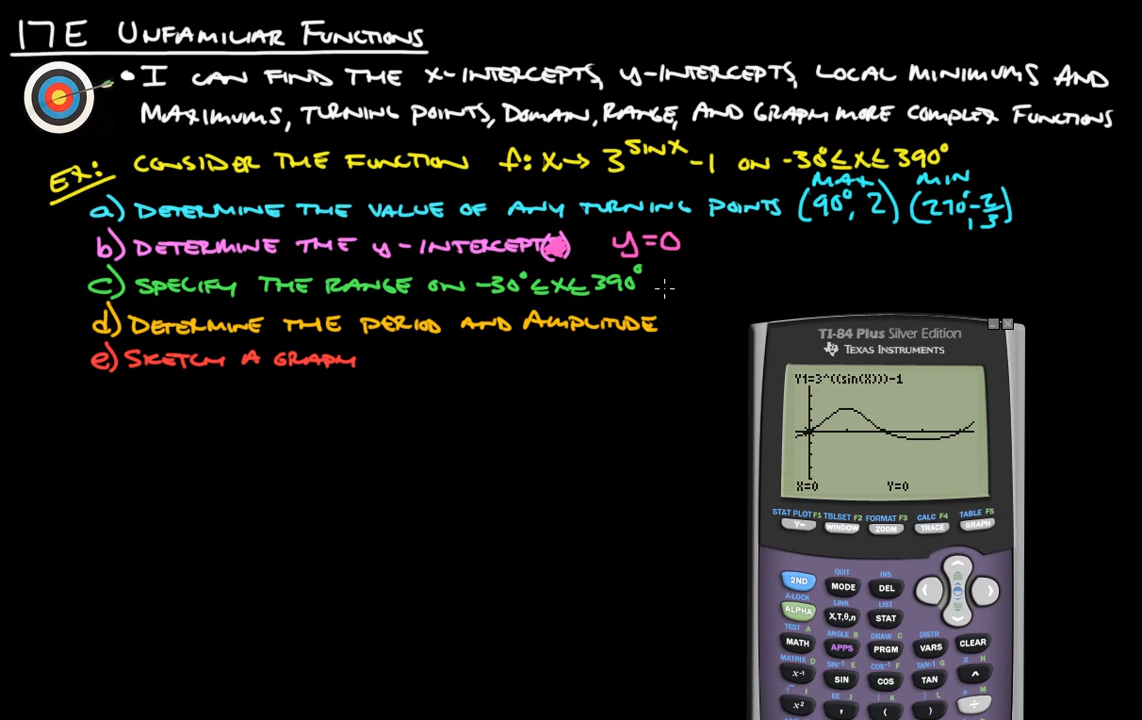 17E UNFAMILIAR FUNCTIONS
• I CAN FIND THE X-INTERCEPTS, Y-INTERCEPTS, LOCAL MINIMUMS AND
MAXIMUMS, TURNING POINTS, DOMAIN, RANGE, AND GRAPH MORE COMPLEX FUNCTIONS
Ex: CONSIDER THE FUNCTION f: X → 3^SINX - 1 ON -30° ≤ X ≤ 390°
MAX MIN
a) DETERMINE THE VALUE OF ANY TURNING POINTS (90°, 2) (270°, -2/3)
b) DETERMINE THE y-INTERCEPT y=0
c) SPECIFY THE RANGE ON -30° ≤ X ≤ 390°
d) DETERMINE THE PERIOD AND AMPLITUDE
e) SKETCH A GRAPH
TI-84 Plus Silver Edition
TEXAS INSTRUMENTS
Y1=3^((sin(X)))-1
X=0 Y=0
STAT PLOT F1 TBLSET F2 FORMAT F3 CALC F4 TABLE F5
Y= WINDOW ZOOM TRACE GRAPH
QUIT INS
2ND MODE DEL
A-LOCK LINK LIST
ALPHA X,T,θ,n STAT
TEST A ANGLE B DRAW C DISTR
MATH APPS PRGM VARS CLEAR
MATRIX D SIN⁻¹ E COS⁻¹ F TAN⁻¹ G π H
x⁻¹ SIN COS TAN ^
√ I EE J { K } L e M
x² , ( ) ÷